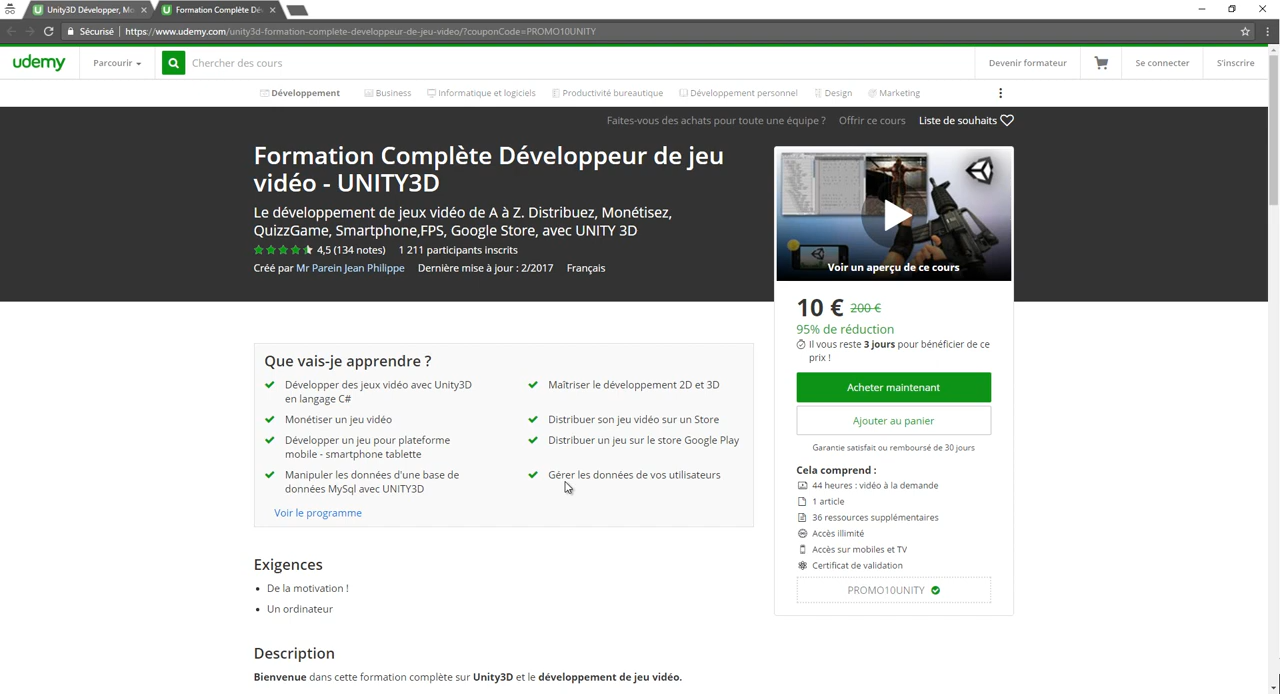 Unity3D Développer, Mo
Formation Complète Dév
Sécurisé
https://www.udemy.com/unity3d-formation-complete-developpeur-de-jeu-video/?couponCode=PROMO10UNITY
udemy
Parcourir
Chercher des cours
Devenir formateur
Se connecter
S'inscrire
Développement
Business
Informatique et logiciels
Productivité bureautique
Développement personnel
Design
Marketing
Faites-vous des achats pour toute une équipe ?
Offrir ce cours
Liste de souhaits
Formation Complète Développeur de jeu
vidéo - UNITY3D
Le développement de jeux vidéo de A à Z. Distribuez, Monétisez,
QuizzGame, Smartphone,FPS, Google Store, avec UNITY 3D
4,5 (134 notes) 1 211 participants inscrits
Créé par Mr Parein Jean Philippe Dernière mise à jour : 2/2017 Français
Voir un aperçu de ce cours
10 € 200 €
95% de réduction
Il vous reste 3 jours pour bénéficier de ce
prix !
Acheter maintenant
Ajouter au panier
Garantie satisfait ou remboursé de 30 jours
Cela comprend :
44 heures : vidéo à la demande
1 article
36 ressources supplémentaires
Accès illimité
Accès sur mobiles et TV
Certificat de validation
PROMO10UNITY
Que vais-je apprendre ?
Développer des jeux vidéo avec Unity3D
en langage C#
Monétiser un jeu vidéo
Développer un jeu pour plateforme
mobile - smartphone tablette
Manipuler les données d'une base de
données MySql avec UNITY3D
Maîtriser le développement 2D et 3D
Distribuer son jeu vidéo sur un Store
Distribuer un jeu sur le store Google Play
Gérer les données de vos utilisateurs
Voir le programme
Exigences
De la motivation !
Un ordinateur
Description
Bienvenue dans cette formation complète sur Unity3D et le développement de jeu vidéo.